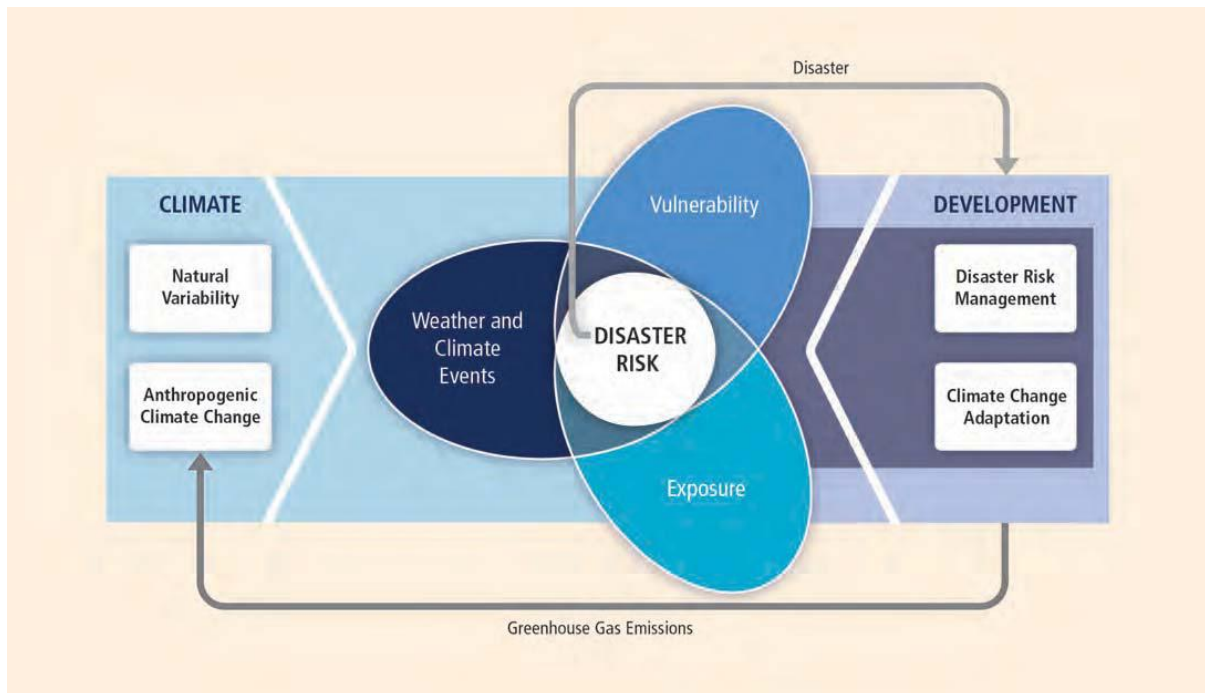 Disaster
CLIMATE
Natural
Variability
Anthropogenic
Climate Change
Weather and
Climate
Events
Vulnerability
DISASTER
RISK
Exposure
DEVELOPMENT
Disaster Risk
Management
Climate Change
Adaptation
Greenhouse Gas Emissions